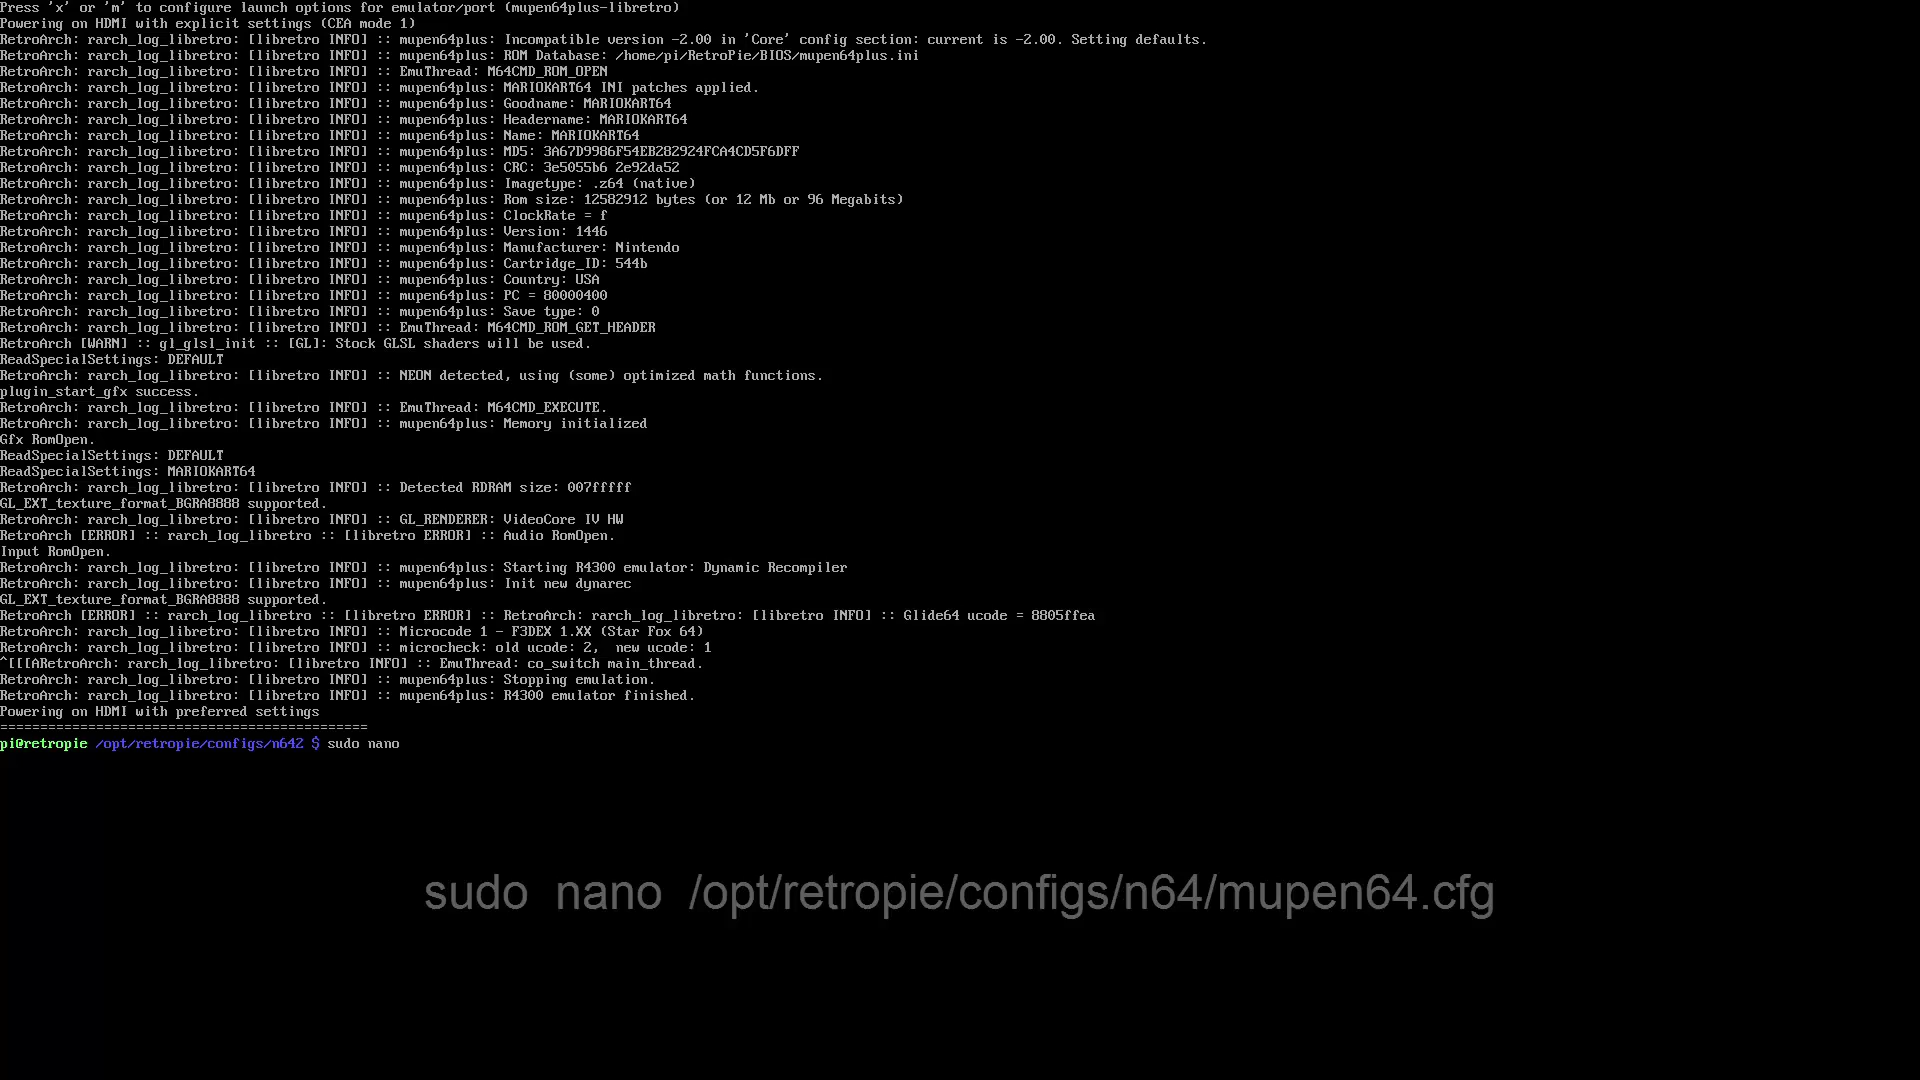 Press 'x' or 'm' to configure launch options for emulator/port (mupen64plus-libretro)
Powering on HDMI with explicit settings (CEA mode 1)
RetroArch: rarch_log_libretro: [libretro INFO] :: mupen64plus: Incompatible version -2.00 in 'Core' config section: current is -2.00. Setting defaults.
RetroArch: rarch_log_libretro: [libretro INFO] :: mupen64plus: ROM Database: /home/pi/RetroPie/BIOS/mupen64plus.ini
RetroArch: rarch_log_libretro: [libretro INFO] :: EmuThread: M64CMD_ROM_OPEN
RetroArch: rarch_log_libretro: [libretro INFO] :: mupen64plus: MARIOKART64 INI patches applied.
RetroArch: rarch_log_libretro: [libretro INFO] :: mupen64plus: Goodname: MARIOKART64
RetroArch: rarch_log_libretro: [libretro INFO] :: mupen64plus: Headername: MARIOKART64
RetroArch: rarch_log_libretro: [libretro INFO] :: mupen64plus: Name: MARIOKART64
RetroArch: rarch_log_libretro: [libretro INFO] :: mupen64plus: MD5: 3A67D9986F54EB282924FCA4CD5F6DFF
RetroArch: rarch_log_libretro: [libretro INFO] :: mupen64plus: CRC: 3e5055b6 2e92da52
RetroArch: rarch_log_libretro: [libretro INFO] :: mupen64plus: Imagetype: .z64 (native)
RetroArch: rarch_log_libretro: [libretro INFO] :: mupen64plus: Rom size: 12582912 bytes (or 12 Mb or 96 Megabits)
RetroArch: rarch_log_libretro: [libretro INFO] :: mupen64plus: ClockRate = f
RetroArch: rarch_log_libretro: [libretro INFO] :: mupen64plus: Version: 1446
RetroArch: rarch_log_libretro: [libretro INFO] :: mupen64plus: Manufacturer: Nintendo
RetroArch: rarch_log_libretro: [libretro INFO] :: mupen64plus: Cartridge_ID: 544b
RetroArch: rarch_log_libretro: [libretro INFO] :: mupen64plus: Country: USA
RetroArch: rarch_log_libretro: [libretro INFO] :: mupen64plus: PC = 80000400
RetroArch: rarch_log_libretro: [libretro INFO] :: mupen64plus: Save type: 0
RetroArch: rarch_log_libretro: [libretro INFO] :: EmuThread: M64CMD_ROM_GET_HEADER
RetroArch [WARN] :: gl_glsl_init :: [GL]: Stock GLSL shaders will be used.
ReadSpecialSettings: DEFAULT
RetroArch: rarch_log_libretro: [libretro INFO] :: NEON detected, using (some) optimized math functions.
plugin_start_gfx success.
RetroArch: rarch_log_libretro: [libretro INFO] :: EmuThread: M64CMD_EXECUTE.
RetroArch: rarch_log_libretro: [libretro INFO] :: mupen64plus: Memory initialized
Gfx RomOpen.
ReadSpecialSettings: DEFAULT
ReadSpecialSettings: MARIOKART64
RetroArch: rarch_log_libretro: [libretro INFO] :: Detected RDRAM size: 007fffff
GL_EXT_texture_format_BGRA8888 supported.
RetroArch: rarch_log_libretro: [libretro INFO] :: GL_RENDERER: VideoCore IV HW
RetroArch [ERROR] :: rarch_log_libretro :: [libretro ERROR] :: Audio RomOpen.
Input RomOpen.
RetroArch: rarch_log_libretro: [libretro INFO] :: mupen64plus: Starting R4300 emulator: Dynamic Recompiler
RetroArch: rarch_log_libretro: [libretro INFO] :: mupen64plus: Init new dynarec
GL_EXT_texture_format_BGRA8888 supported.
RetroArch [ERROR] :: rarch_log_libretro :: [libretro ERROR] :: RetroArch: rarch_log_libretro: [libretro INFO] :: Glide64 ucode = 8805ffea
RetroArch: rarch_log_libretro: [libretro INFO] :: Microcode 1 - F3DEX 1.XX (Star Fox 64)
RetroArch: rarch_log_libretro: [libretro INFO] :: microcheck: old ucode: 2,  new ucode: 1
^[[[ARetroArch: rarch_log_libretro: [libretro INFO] :: EmuThread: co_switch main_thread.
RetroArch: rarch_log_libretro: [libretro INFO] :: mupen64plus: Stopping emulation.
RetroArch: rarch_log_libretro: [libretro INFO] :: mupen64plus: R4300 emulator finished.
Powering on HDMI with preferred settings
==============================================
pi@retropie /opt/retropie/configs/n642 $ sudo nano
sudo  nano  /opt/retropie/configs/n64/mupen64.cfg